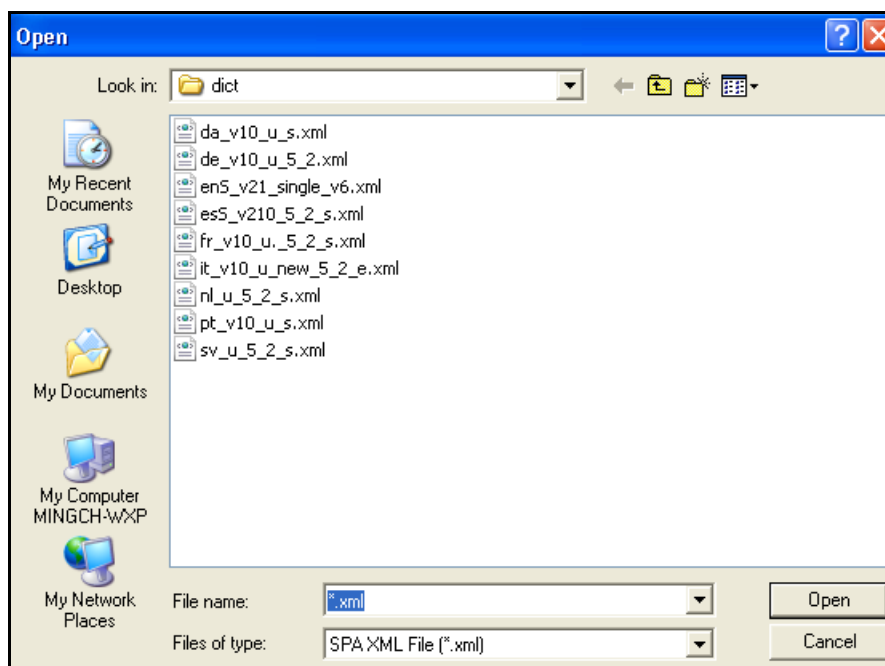 Open
Look in:
dict
My Recent
Documents
Desktop
My Documents
My Computer
MINGCH-WXP
My Network
Places
da_v10_u_s.xml
de_v10_u_5_2.xml
enS_v21_single_v6.xml
esS_v210_5_2_s.xml
fr_v10_u._5_2_s.xml
it_v10_u_new_5_2_e.xml
nl_u_5_2_s.xml
pt_v10_u_s.xml
sv_u_5_2_s.xml
File name:
*.xml
Open
Files of type:
SPA XML File (*.xml)
Cancel